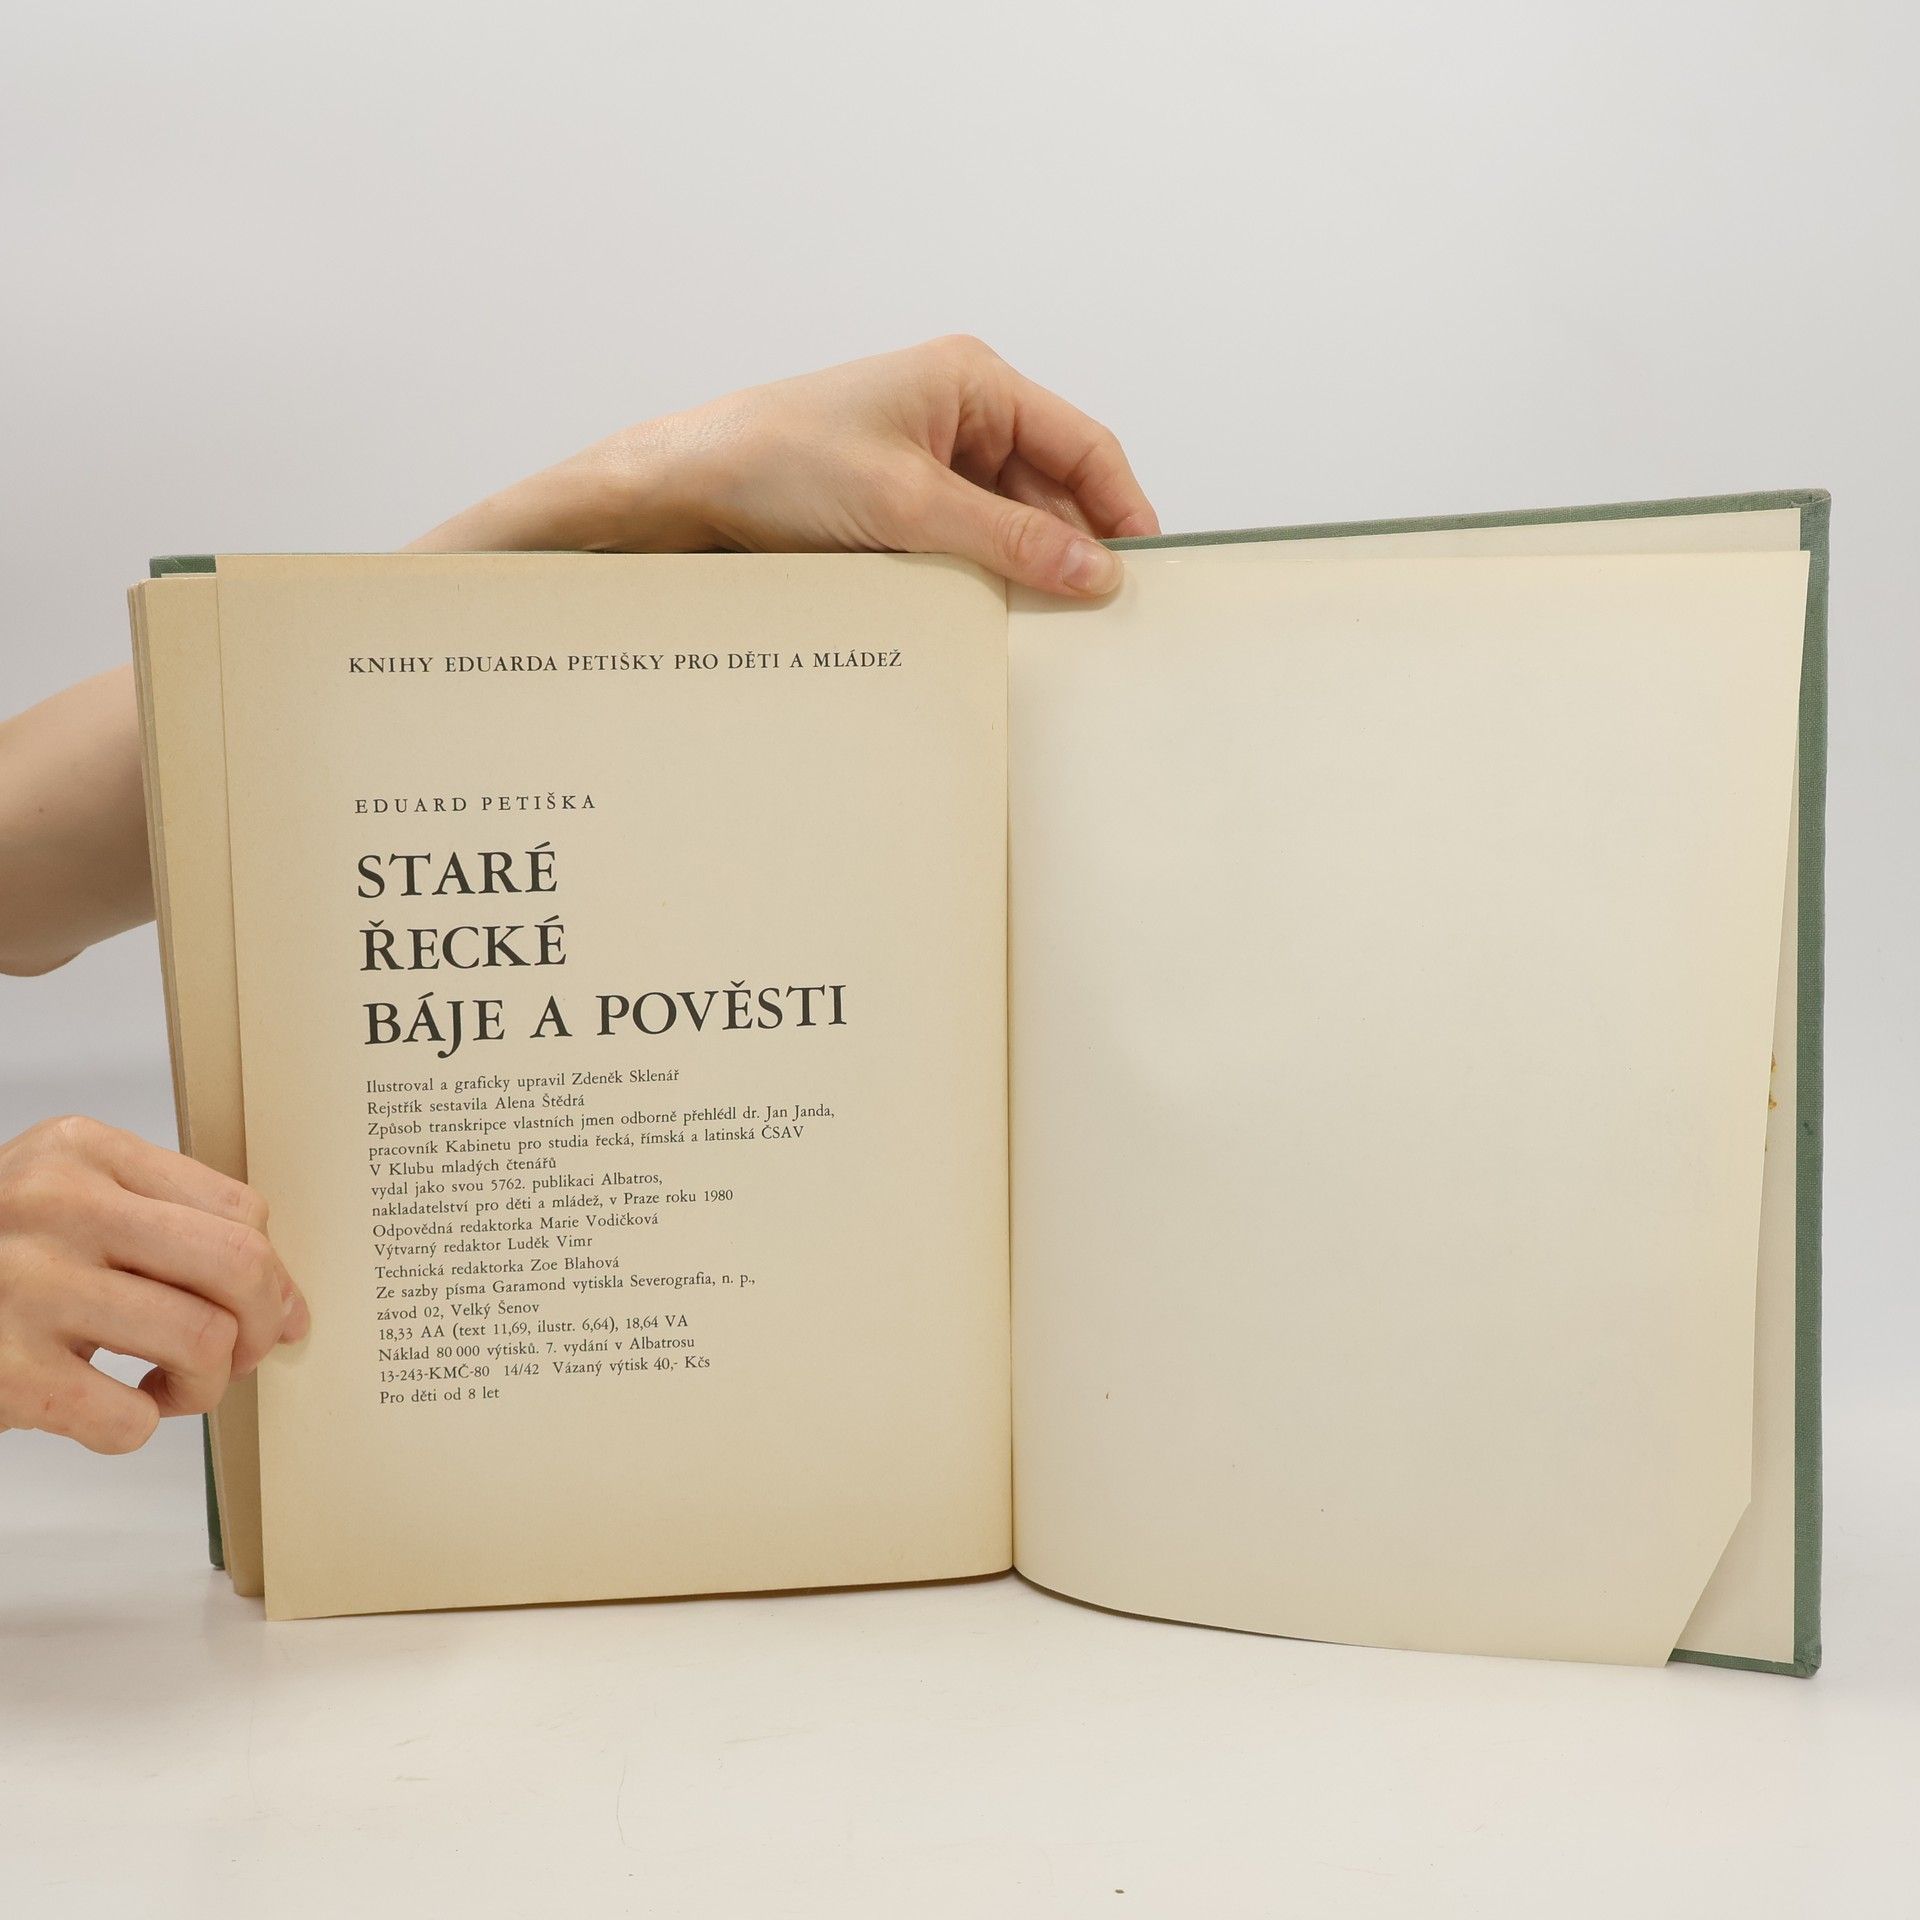 KNIHY EDUARDA PETIŠKY PRO DĚTI A MLÁDEŽ
EDUARD PETIŠKA
STARÉ
ŘECKÉ
BÁJE A POVĚSTI
Ilustroval a graficky upravil Zdeněk Sklenář
Rejstřík sestavila Alena Štědrá
Způsob transkripce vlastních jmen odborně přehlédl dr. Jan Janda,
pracovník Kabinetu pro studia řecká, římská a latinská ČSAV
V Klubu mladých čtenářů
vydal jako svou 5762. publikaci Albatros,
nakladatelství pro děti a mládež, v Praze roku 1980
Odpovědná redaktorka Marie Vodičková
Výtvarný redaktor Luděk Vimr
Technická redaktorka Zoe Blahová
Ze sazby písma Garamond vytiskla Severografia, n. p.,
závod 02, Velký Šenov
18,33 AA (text 11,69, ilustr. 6,64), 18,64 VA
Náklad 80 000 výtisků. 7. vydání v Albatrosu
13-243-KMČ-80 14/42 Vázaný výtisk 40,- Kčs
Pro děti od 8 let